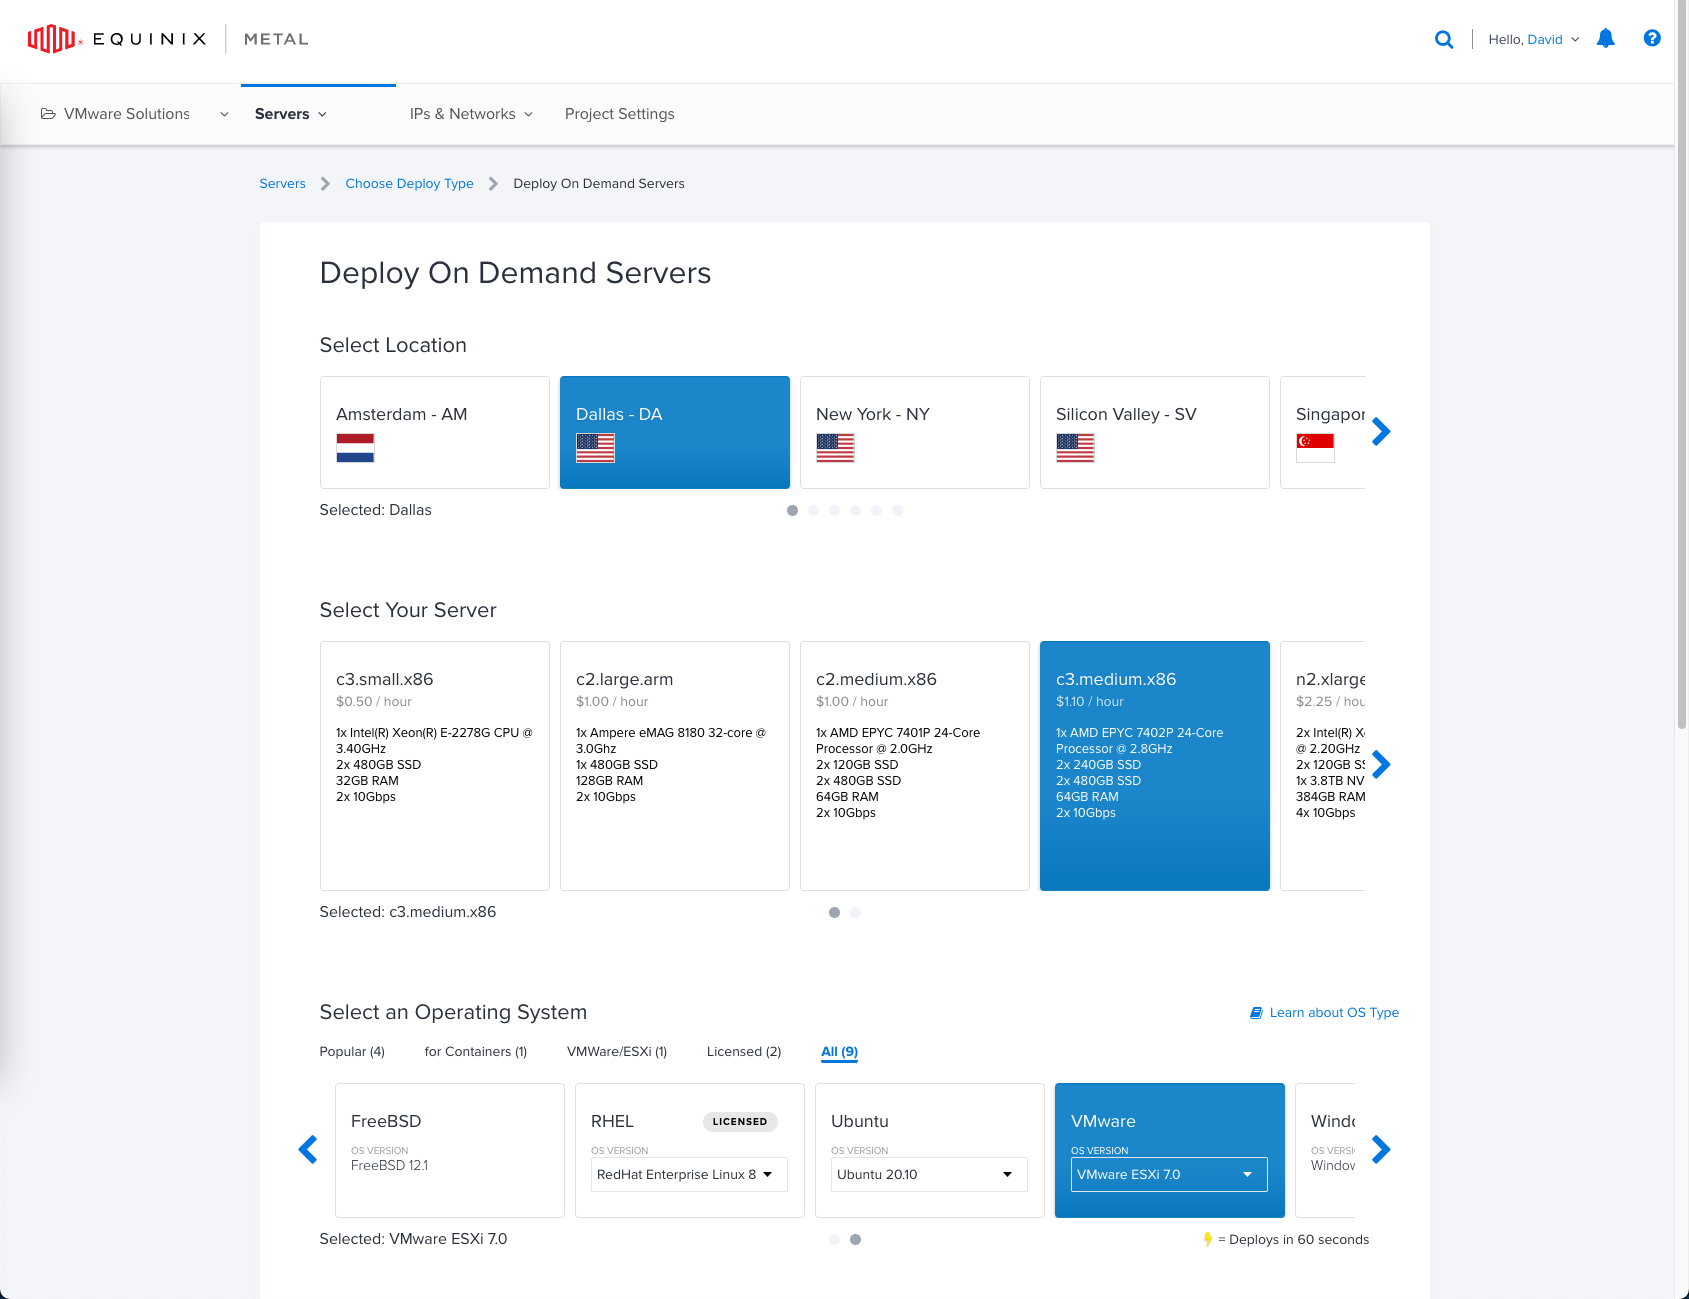 EQUINIX METAL
Hello, David
VMware Solutions
Servers
IPs & Networks
Project Settings
Servers
Choose Deploy Type
Deploy On Demand Servers
Deploy On Demand Servers
Select Location
Amsterdam - AM
Dallas - DA
New York - NY
Silicon Valley - SV
Singapor
Selected: Dallas
Select Your Server
c3.small.x86
$0.50 / hour
1x Intel(R) Xeon(R) E-2278G CPU @
3.40GHz
2x 480GB SSD
32GB RAM
2x 10Gbps
c2.large.arm
$1.00 / hour
1x Ampere eMAG 8180 32-core @
3.0Ghz
1x 480GB SSD
128GB RAM
2x 10Gbps
c2.medium.x86
$1.00 / hour
1x AMD EPYC 7401P 24-Core
Processor @ 2.0GHz
2x 120GB SSD
2x 480GB SSD
64GB RAM
2x 10Gbps
c3.medium.x86
$1.10 / hour
1x AMD EPYC 7402P 24-Core
Processor @ 2.8GHz
2x 240GB SSD
2x 480GB SSD
64GB RAM
2x 10Gbps
n2.xlarge
$2.25 / hou
2x Intel(R) X
@ 2.20GHz
2x 120GB SS
1x 3.8TB NV
384GB RAM
4x 10Gbps
Selected: c3.medium.x86
Select an Operating System
Learn about OS Type
Popular (4)
for Containers (1)
VMWare/ESXi (1)
Licensed (2)
All (9)
FreeBSD
OS VERSION
FreeBSD 12.1
RHEL
LICENSED
OS VERSION
RedHat Enterprise Linux 8
Ubuntu
OS VERSION
Ubuntu 20.10
VMware
OS VERSION
VMware ESXi 7.0
Windo
OS VERSI
Window
Selected: VMware ESXi 7.0
= Deploys in 60 seconds